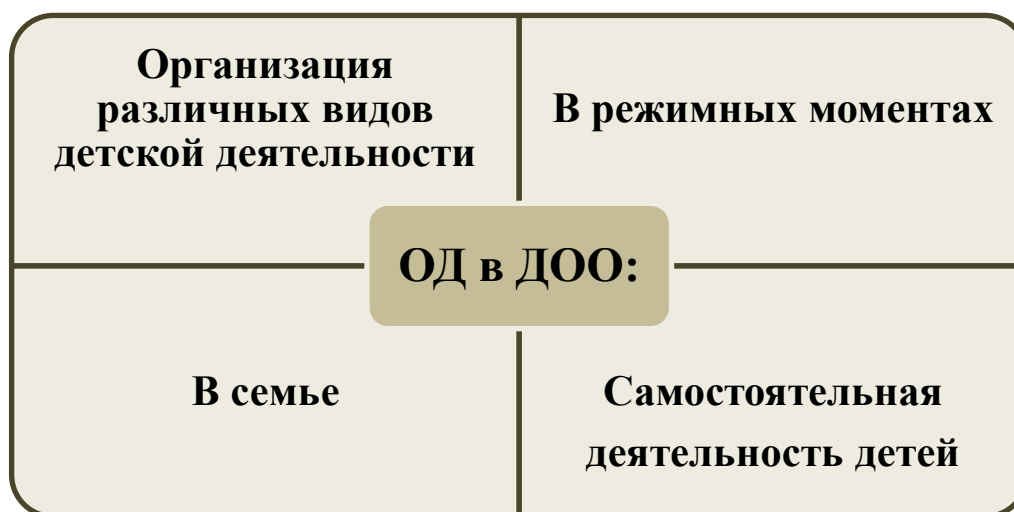 Организация
различных видов
детской деятельности
В режимных моментах
ОД в ДОО:
В семье
Самостоятельная
деятельность детей